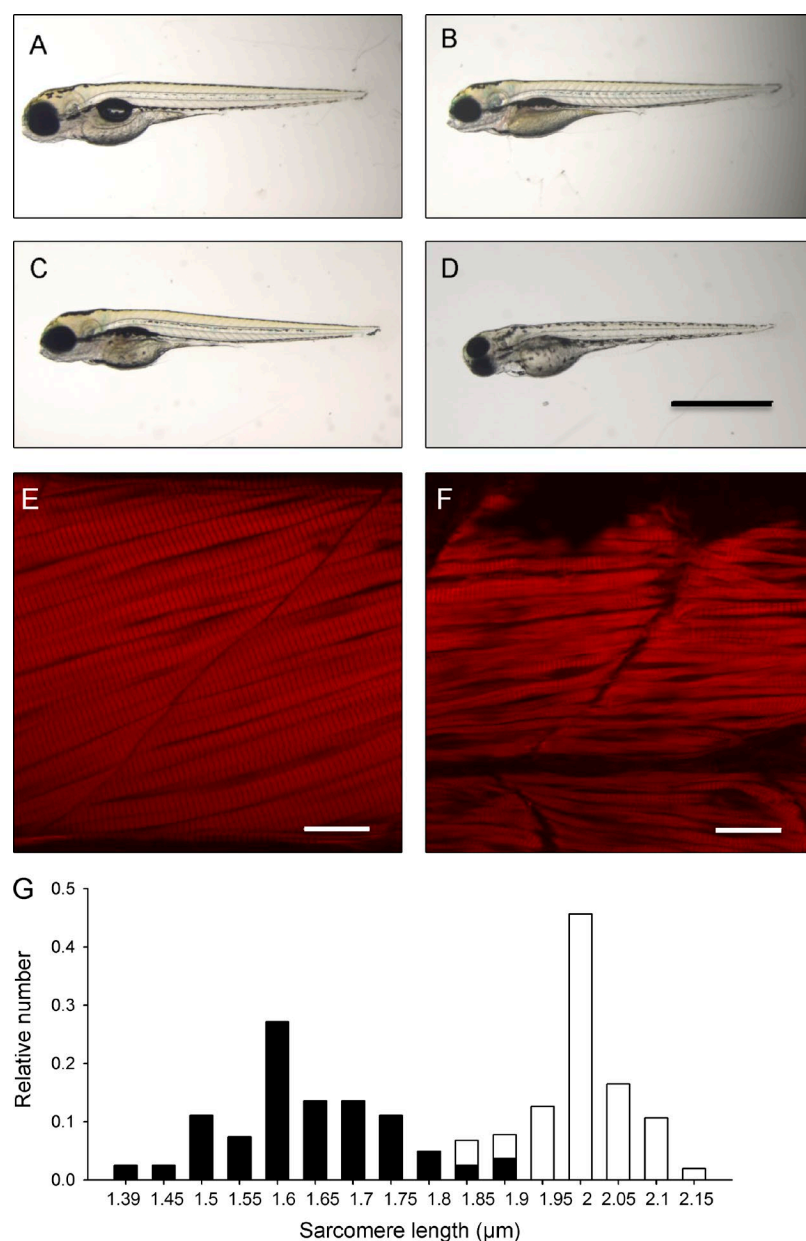 A
B
C
D
E
F
G
Relative number
0.5
0.4
0.3
0.2
0.1
0.0
1.39 1.45 1.5 1.55 1.6 1.65 1.7 1.75 1.8 1.85 1.9 1.95 2 2.05 2.1 2.15
Sarcomere length (µm)